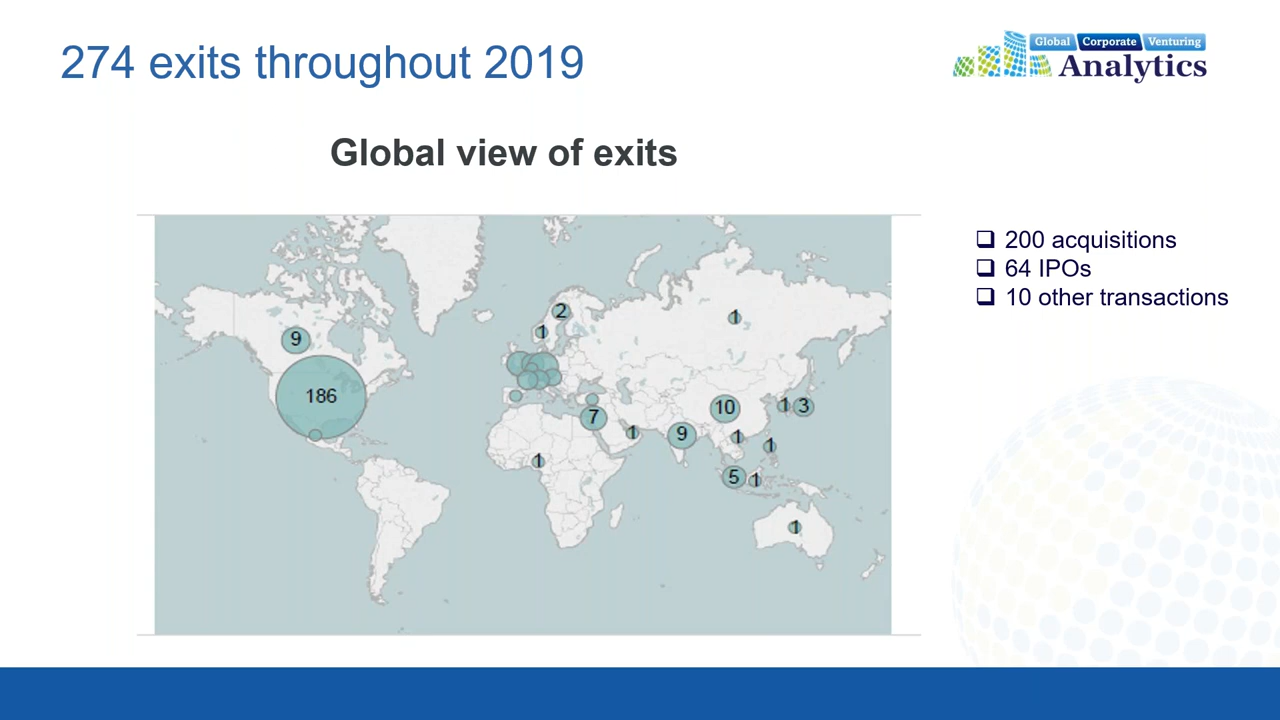 274 exits throughout 2019
Global Corporate Venturing
Analytics
Global view of exits
❑ 200 acquisitions
❑ 64 IPOs
❑ 10 other transactions
2
1
1
9
186
10
1 3
7
1
9
1
1
1
5 1
1